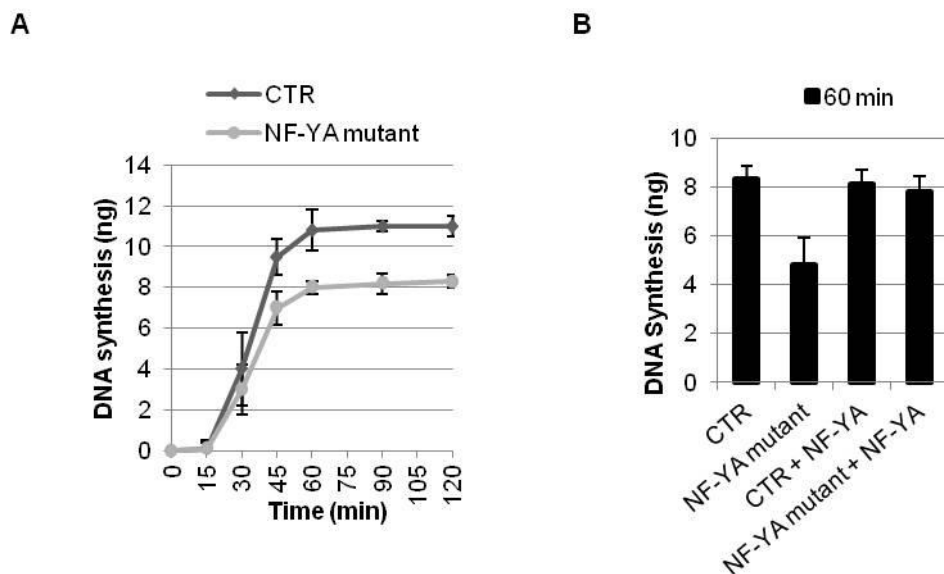 A
CTR
NF-YA mutant
DNA synthesis (ng)
14
12
10
8
6
4
2
0
0 15 30 45 60 75 90 105 120
Time (min)
B
60 min
DNA Synthesis (ng)
10
8
6
4
2
0
CTR
NF-YA mutant
CTR + NF-YA
NF-YA mutant + NF-YA